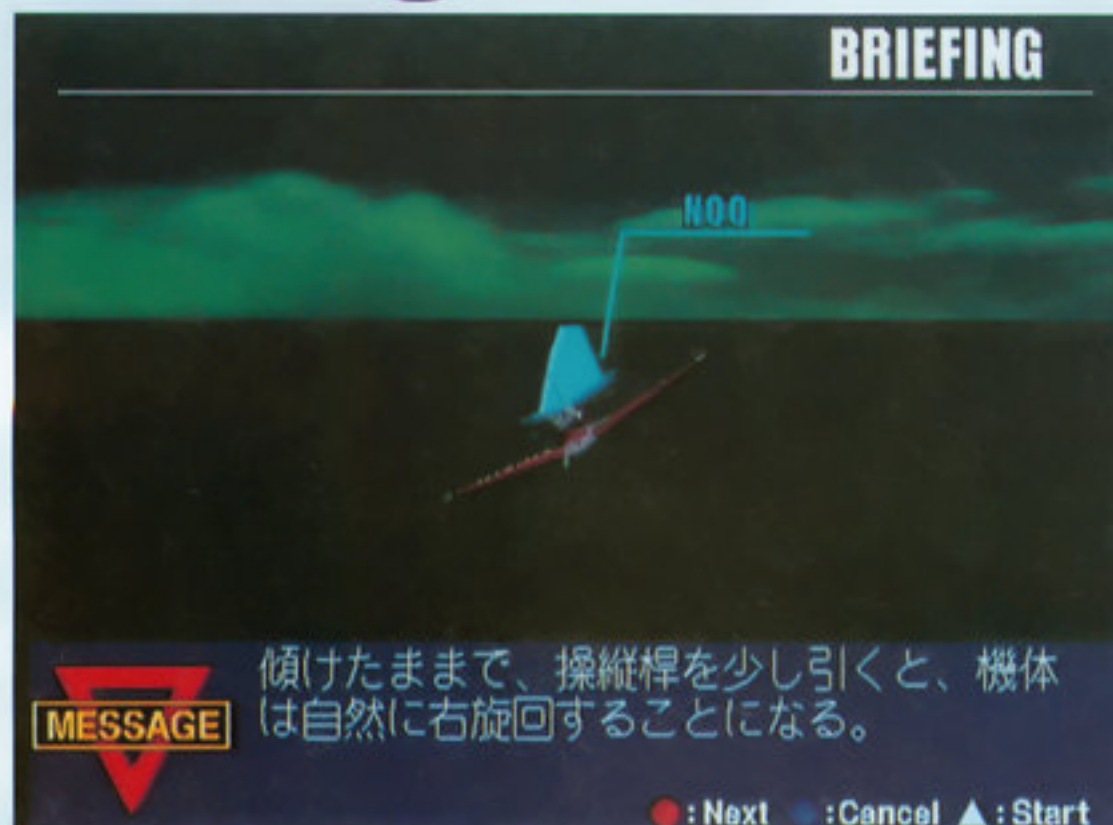 BRIEFING
NOO
MESSAGE
傾けたままで、操縦桿を少し引くと、機体
は自然に右旋回することになる。
●:Next ●:Cancel ▲:Start